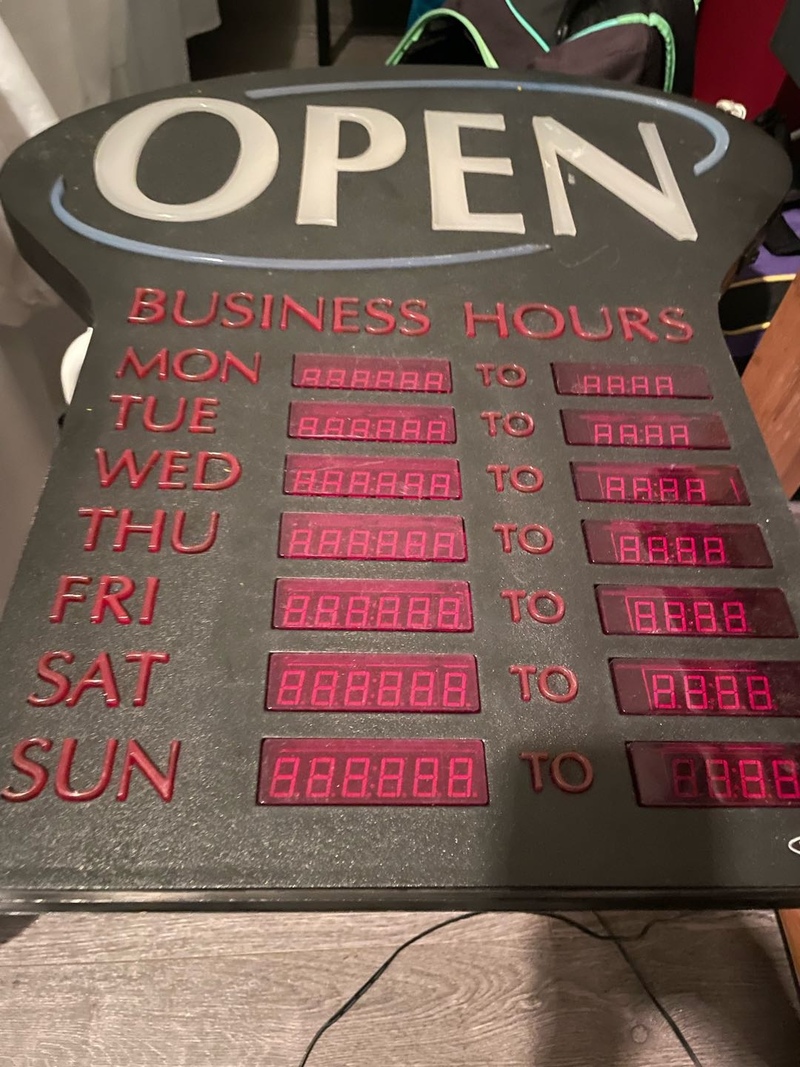 OPEN
BUSINESS HOURS
MON TO
TUE TO
WED TO
THU TO
FRI TO
SAT TO
SUN TO